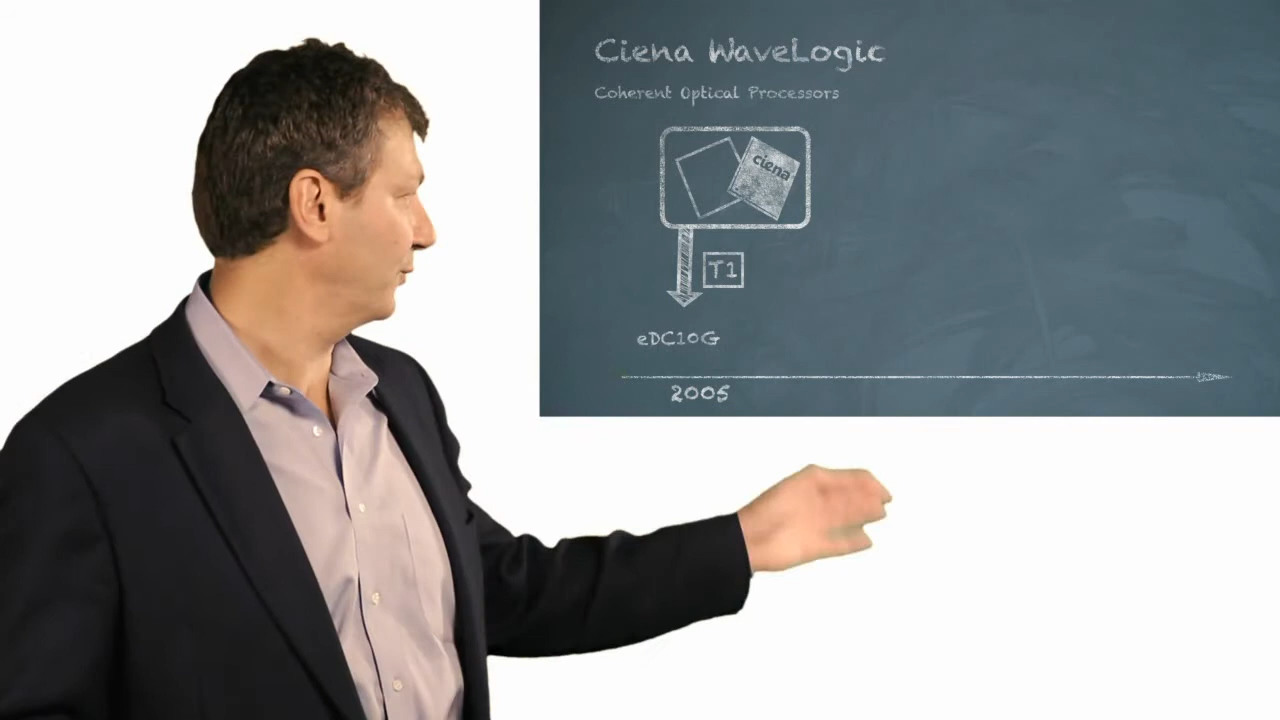 Ciena WaveLogic
Coherent Optical Processors
ciena
T1
eDC10G
2005